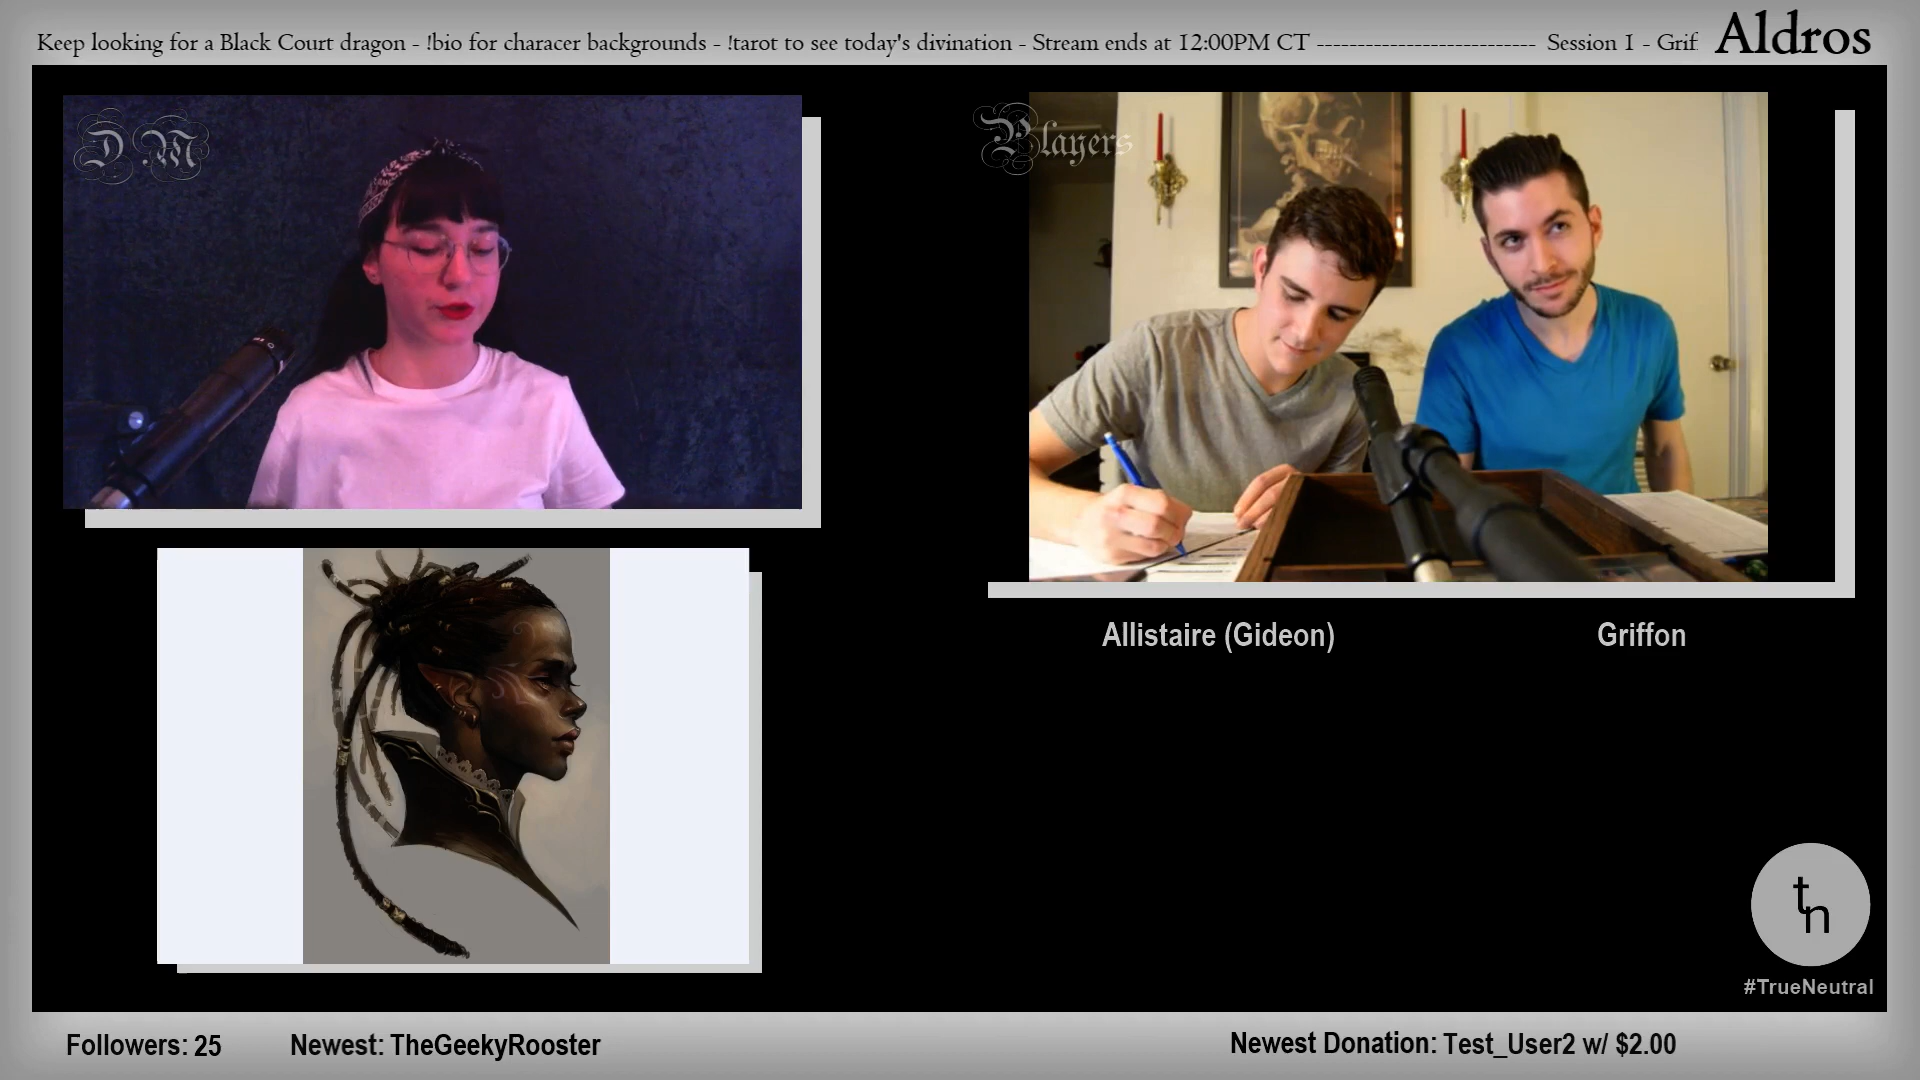 Keep looking for a Black Court dragon - !bio for characer backgrounds - !tarot to see today's divination - Stream ends at 12:00PM CT --------------------------- Session 1 - Grif
Aldros
DM
Players
Allistaire (Gideon)
Griffon
tn
#TrueNeutral
Followers: 25
Newest: TheGeekyRooster
Newest Donation: Test_User2 w/ $2.00